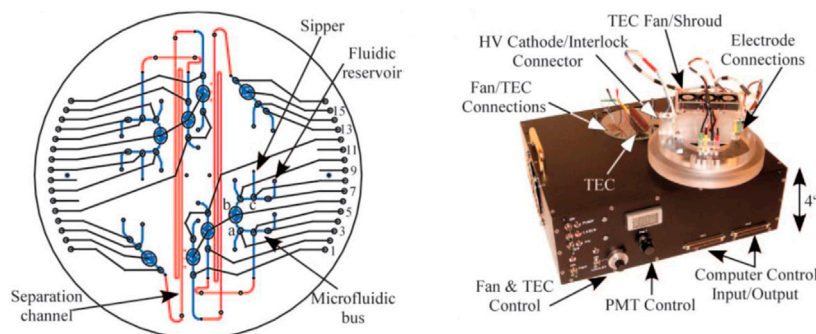 Sipper
Fluidic
reservoir
15
13
11
9
7
5
3
1
b
c
a
Separation
channel
Microfluidic
bus
TEC Fan/Shroud
HV Cathode/Interlock
Connector
Electrode
Connections
Fan/TEC
Connections
TEC
4"
Fan & TEC
Control
PMT Control
Computer Control
Input/Output